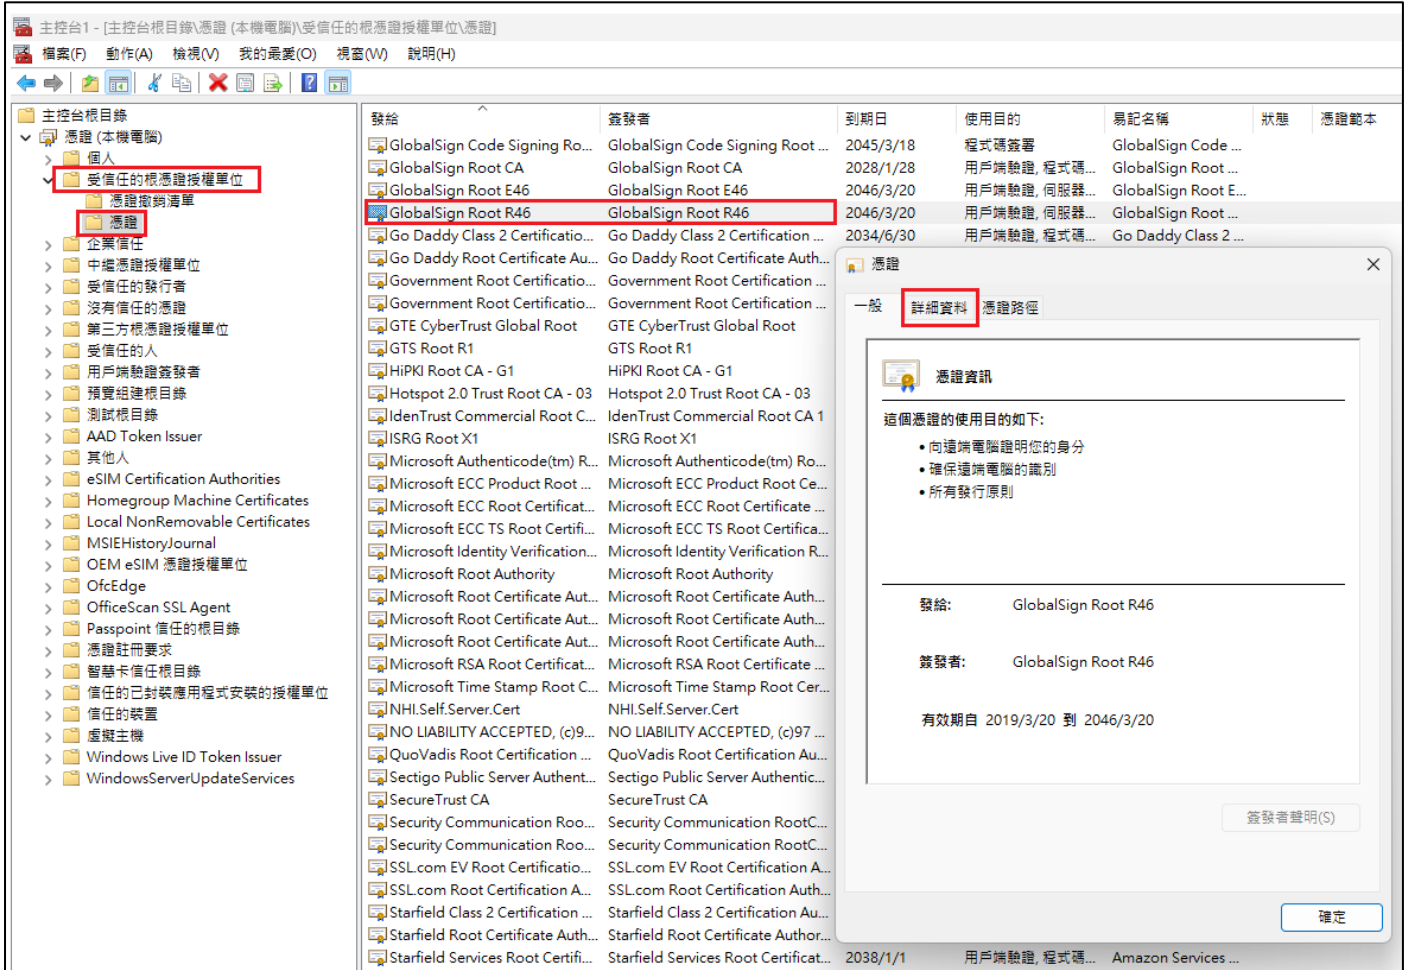 主控台1 - [主控台根目錄\憑證 (本機電腦)\受信任的根憑證授權單位\憑證]
檔案(F) 動作(A) 檢視(V) 我的最愛(O) 視窗(W) 說明(H)
主控台根目錄
憑證 (本機電腦)
個人
受信任的根憑證授權單位
憑證撤銷清單
憑證
企業信任
中繼憑證授權單位
受信任的發行者
沒有信任的憑證
第三方根憑證授權單位
受信任的人
用戶端驗證簽發者
預覽組建根目錄
測試根目錄
AAD Token Issuer
其他人
eSIM Certification Authorities
Homegroup Machine Certificates
Local NonRemovable Certificates
MSIEHistoryJournal
OEM eSIM 憑證授權單位
OfcEdge
OfficeScan SSL Agent
Passpoint 信任的根目錄
憑證註冊要求
智慧卡信任根目錄
信任的已封裝應用程式安裝的授權單位
信任的裝置
虛擬主機
Windows Live ID Token Issuer
WindowsServerUpdateServices
發給 簽發者 到期日 使用目的 易記名稱 狀態 憑證範本
GlobalSign Code Signing Ro... GlobalSign Code Signing Root ... 2045/3/18 程式碼簽署 GlobalSign Code ...
GlobalSign Root CA GlobalSign Root CA 2028/1/28 用戶端驗證, 程式碼... GlobalSign Root ...
GlobalSign Root E46 GlobalSign Root E46 2046/3/20 用戶端驗證, 伺服器... GlobalSign Root E...
GlobalSign Root R46 GlobalSign Root R46 2046/3/20 用戶端驗證, 伺服器... GlobalSign Root ...
Go Daddy Class 2 Certificatio... Go Daddy Class 2 Certification ... 2034/6/30 用戶端驗證, 程式碼... Go Daddy Class 2 ...
Go Daddy Root Certificate Au... Go Daddy Root Certificate Auth...
Government Root Certificatio... Government Root Certification ...
Government Root Certificatio... Government Root Certification ...
GTE CyberTrust Global Root GTE CyberTrust Global Root
GTS Root R1 GTS Root R1
HiPKI Root CA - G1 HiPKI Root CA - G1
Hotspot 2.0 Trust Root CA - 03 Hotspot 2.0 Trust Root CA - 03
IdenTrust Commercial Root C... IdenTrust Commercial Root CA 1
ISRG Root X1 ISRG Root X1
Microsoft Authenticode(tm) R... Microsoft Authenticode(tm) Ro...
Microsoft ECC Product Root ... Microsoft ECC Product Root Ce...
Microsoft ECC Root Certificat... Microsoft ECC Root Certificate ...
Microsoft ECC TS Root Certifi... Microsoft ECC TS Root Certifica...
Microsoft Identity Verification... Microsoft Identity Verification R...
Microsoft Root Authority Microsoft Root Authority
Microsoft Root Certificate Aut... Microsoft Root Certificate Auth...
Microsoft Root Certificate Aut... Microsoft Root Certificate Auth...
Microsoft Root Certificate Aut... Microsoft Root Certificate Auth...
Microsoft RSA Root Certificat... Microsoft RSA Root Certificate ...
Microsoft Time Stamp Root C... Microsoft Time Stamp Root Cer...
NHI.Self.Server.Cert NHI.Self.Server.Cert
NO LIABILITY ACCEPTED, (c)9... NO LIABILITY ACCEPTED, (c)97 ...
QuoVadis Root Certification ... QuoVadis Root Certification Au...
Sectigo Public Server Authent... Sectigo Public Server Authentic...
SecureTrust CA SecureTrust CA
Security Communication Roo... Security Communication RootC...
Security Communication Roo... Security Communication RootC...
SSL.com EV Root Certificatio... SSL.com EV Root Certification A...
SSL.com Root Certification A... SSL.com Root Certification Auth...
Starfield Class 2 Certification ... Starfield Class 2 Certification Au...
Starfield Root Certificate Auth... Starfield Root Certificate Author...
Starfield Services Root Certifi... Starfield Services Root Certificat... 2038/1/1 用戶端驗證, 程式碼... Amazon Services ...
憑證
一般 詳細資料 憑證路徑
憑證資訊
這個憑證的使用目的如下:
• 向遠端電腦證明您的身分
• 確保遠端電腦的識別
• 所有發行原則
發給: GlobalSign Root R46
簽發者: GlobalSign Root R46
有效期自 2019/3/20 到 2046/3/20
簽發者聲明(S)
確定